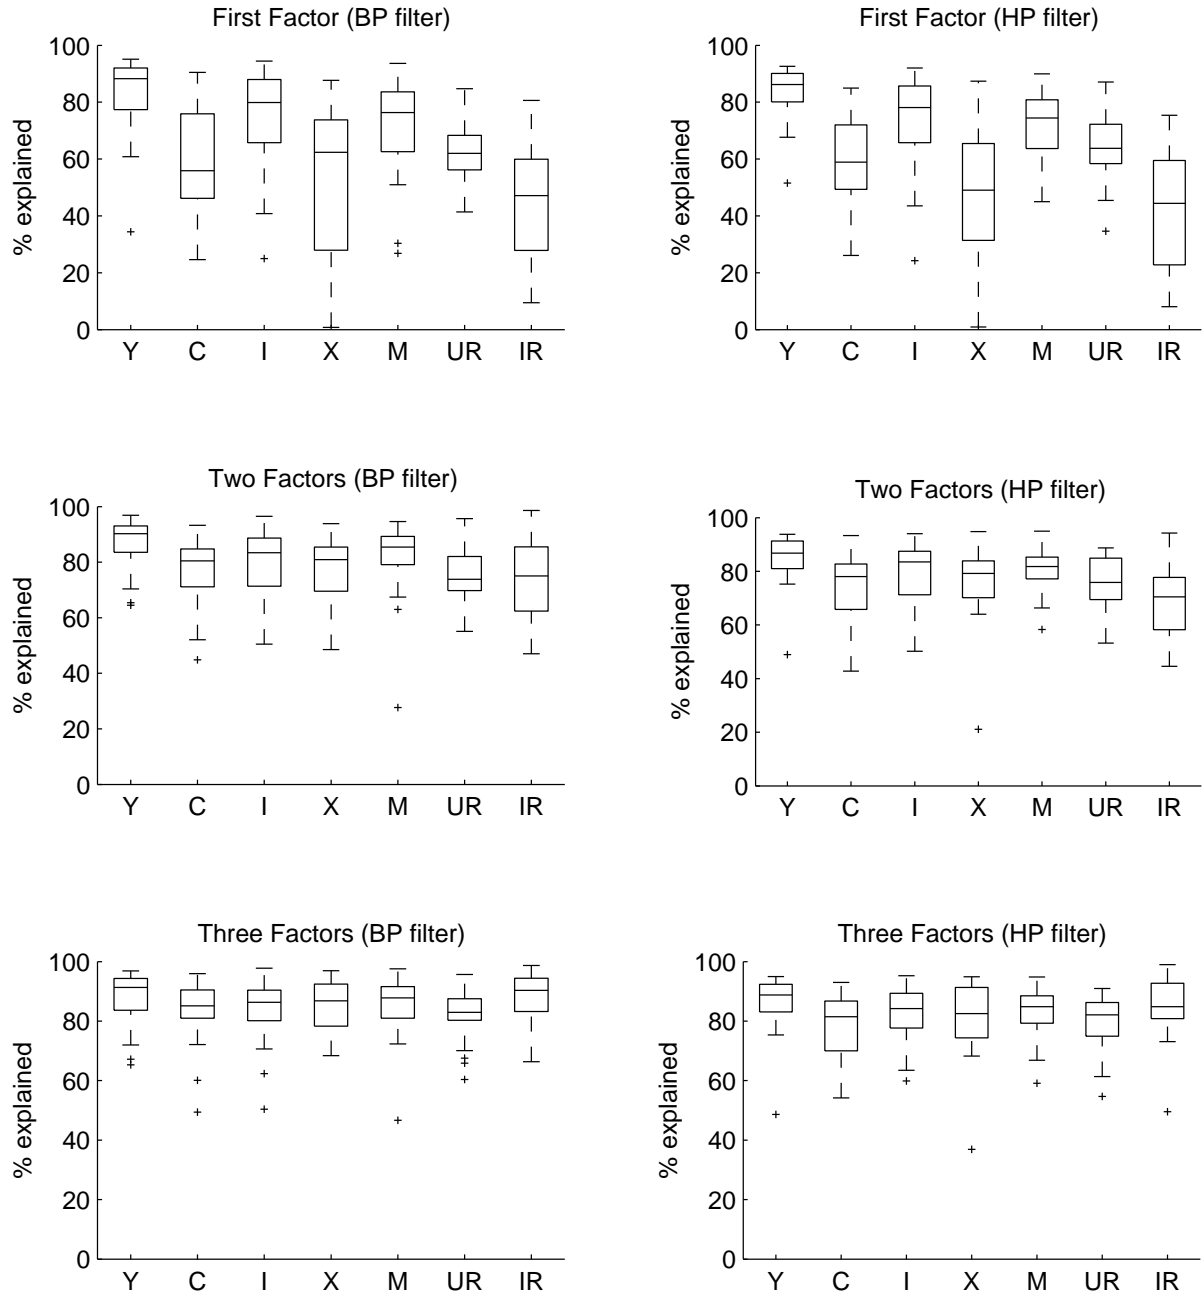 First Factor (BP filter)
% explained
100
80
60
40
20
0
Y C I X M UR IR
First Factor (HP filter)
% explained
100
80
60
40
20
0
Y C I X M UR IR
Two Factors (BP filter)
% explained
100
80
60
40
20
0
Y C I X M UR IR
Two Factors (HP filter)
% explained
100
80
60
40
20
0
Y C I X M UR IR
Three Factors (BP filter)
% explained
100
80
60
40
20
0
Y C I X M UR IR
Three Factors (HP filter)
% explained
100
80
60
40
20
0
Y C I X M UR IR